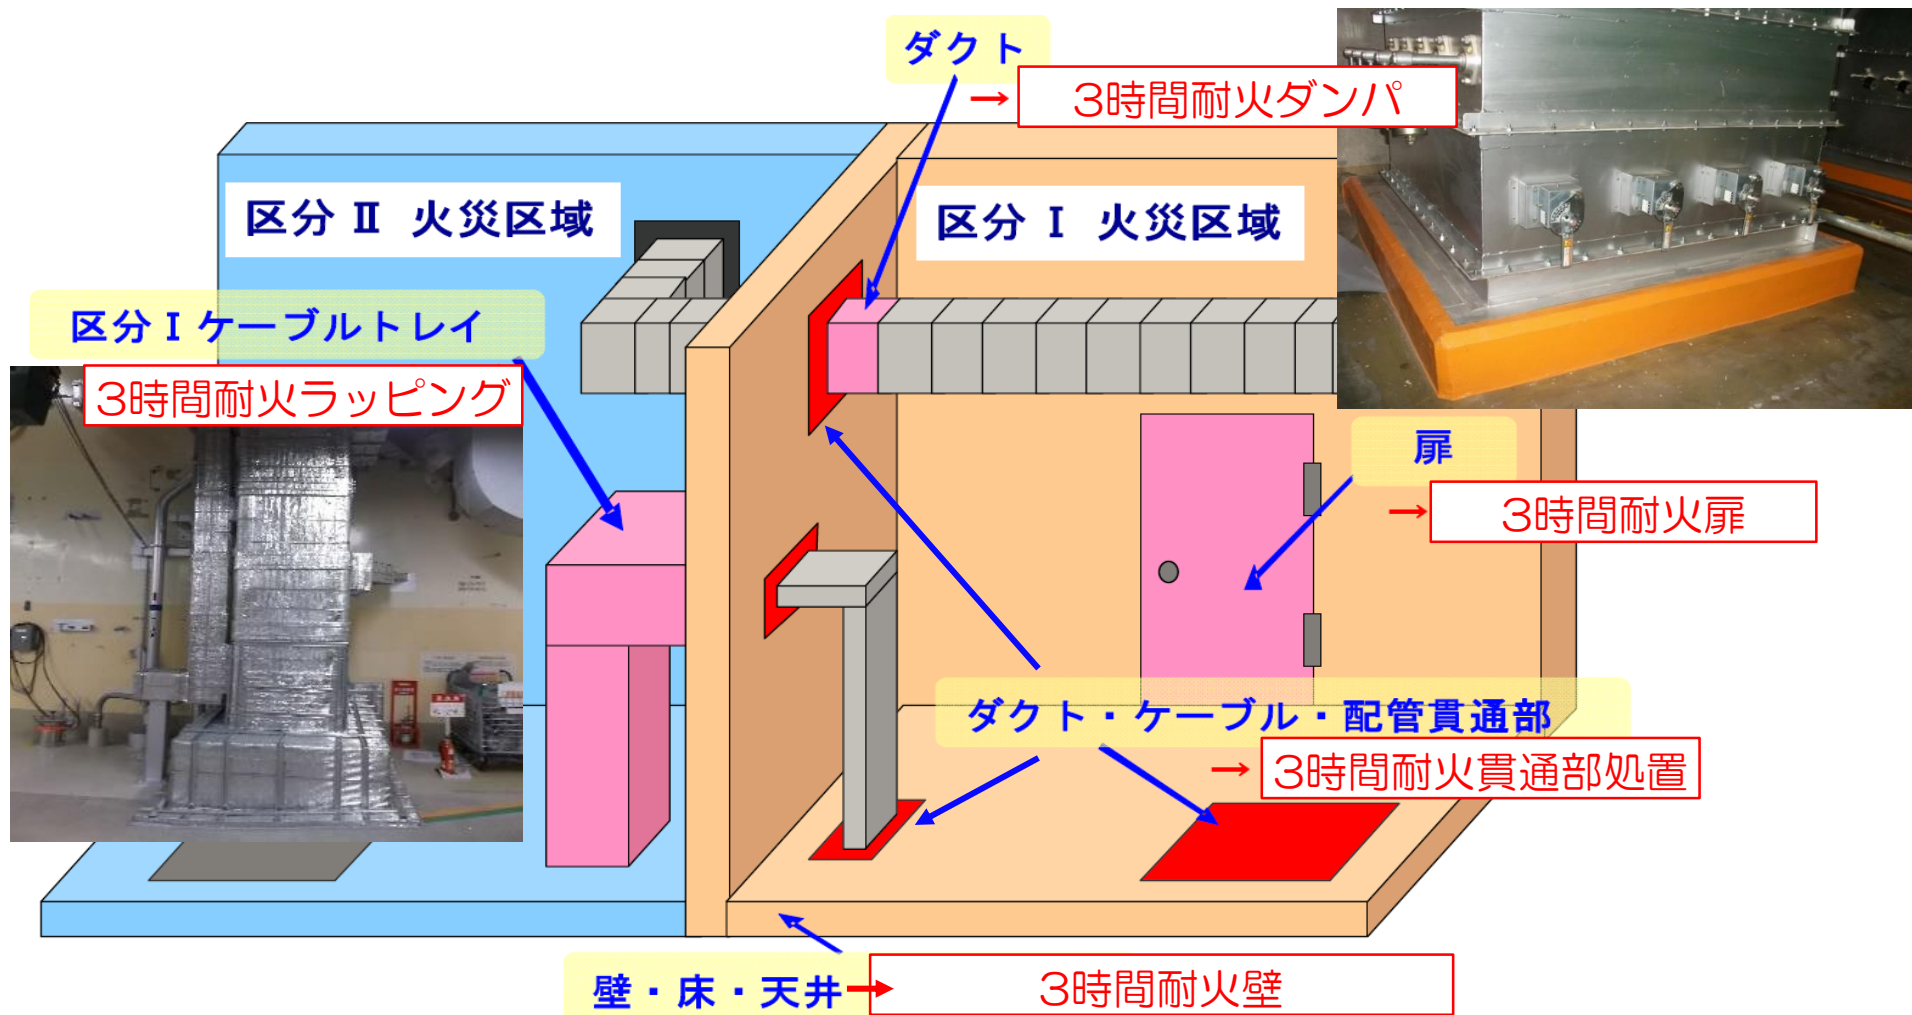 ダクト
→ 3時間耐火ダンパ
区分 Ⅱ 火災区域
区分 Ⅰ 火災区域
区分Ⅰケーブルトレイ
3時間耐火ラッピング
扉
→ 3時間耐火扉
ダクト・ケーブル・配管貫通部
→ 3時間耐火貫通部処置
壁・床・天井→ 3時間耐火壁